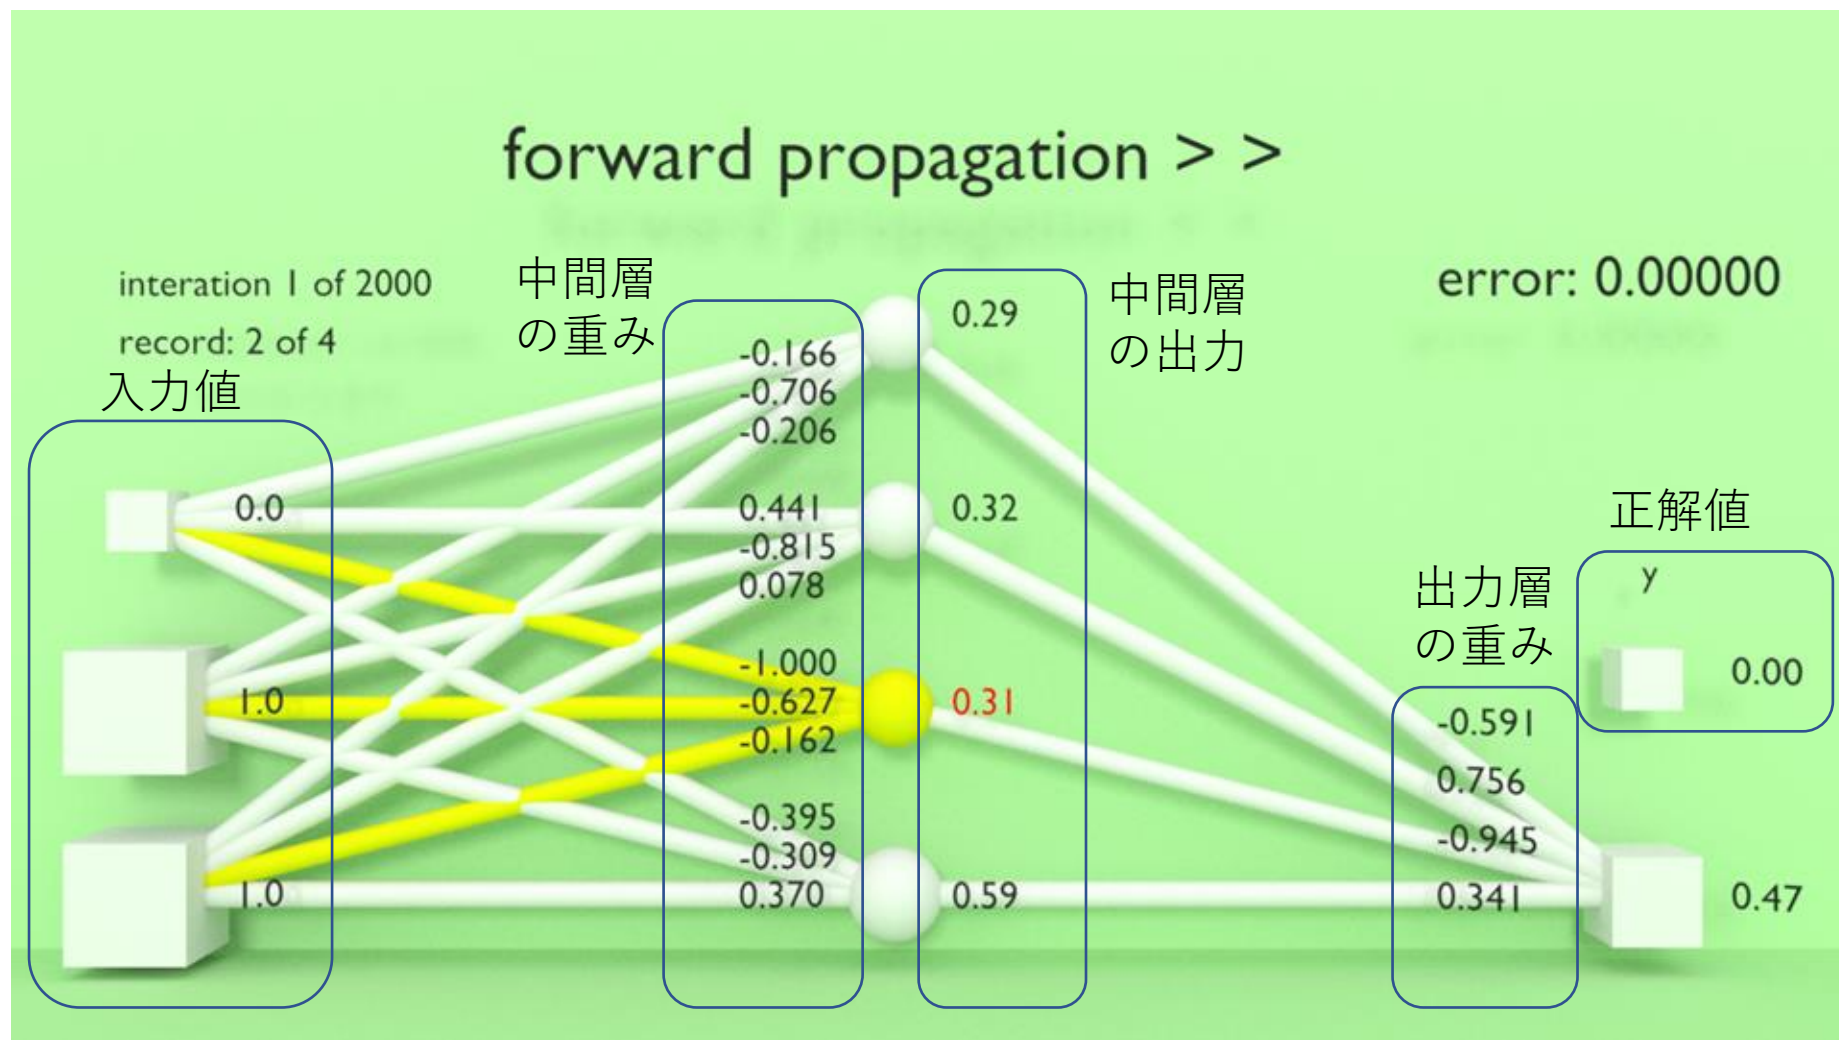 forward propagation > >
interation 1 of 2000
record: 2 of 4
error: 0.00000
入力値
0.0
1.0
1.0
中間層
の重み
-0.166
-0.706
-0.206
0.441
-0.815
0.078
-1.000
-0.627
-0.162
-0.395
-0.309
0.370
中間層
の出力
0.29
0.32
0.31
0.59
出力層
の重み
-0.591
0.756
-0.945
0.341
正解値
y
0.00
0.47